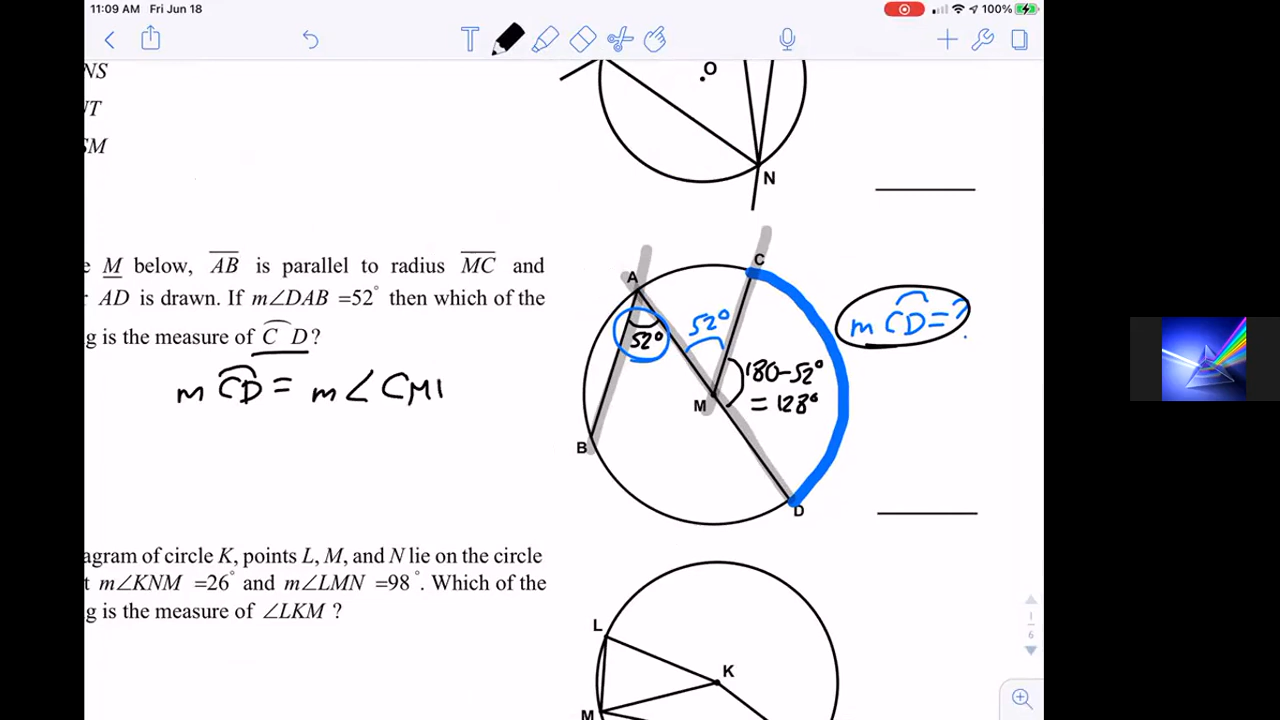 11:09 AM Fri Jun 18
100%
T
NS
NT
SM
O
N
e M below, AB is parallel to radius MC and
r AD is drawn. If m∠DAB =52° then which of the
g is the measure of C D?
m CD = m∠CM
A
C
52°
52°
180-52°
= 128°
M
B
D
m CD = ?
agram of circle K, points L, M, and N lie on the circle
t m∠KNM =26° and m∠LMN =98°. Which of the
g is the measure of ∠LKM ?
L
K
M
1
6